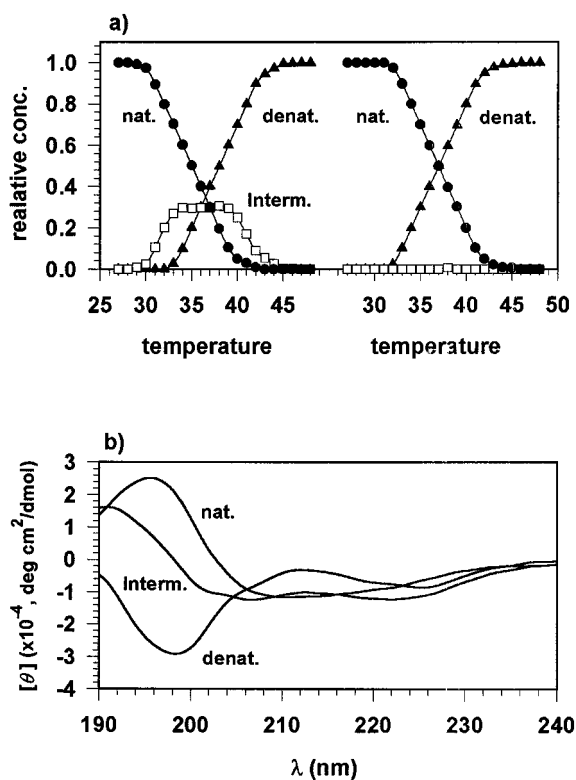 a)
realative conc.
1.0
0.8
0.6
0.4
0.2
0.0
nat.
denat.
Interm.
nat.
denat.
25 30 35 40 45 30 35 40 45 50
temperature temperature
b)
[θ] (x10-4, deg cm2/dmol)
3
2
1
0
-1
-2
-3
-4
nat.
Interm.
denat.
190 200 210 220 230 240
λ (nm)